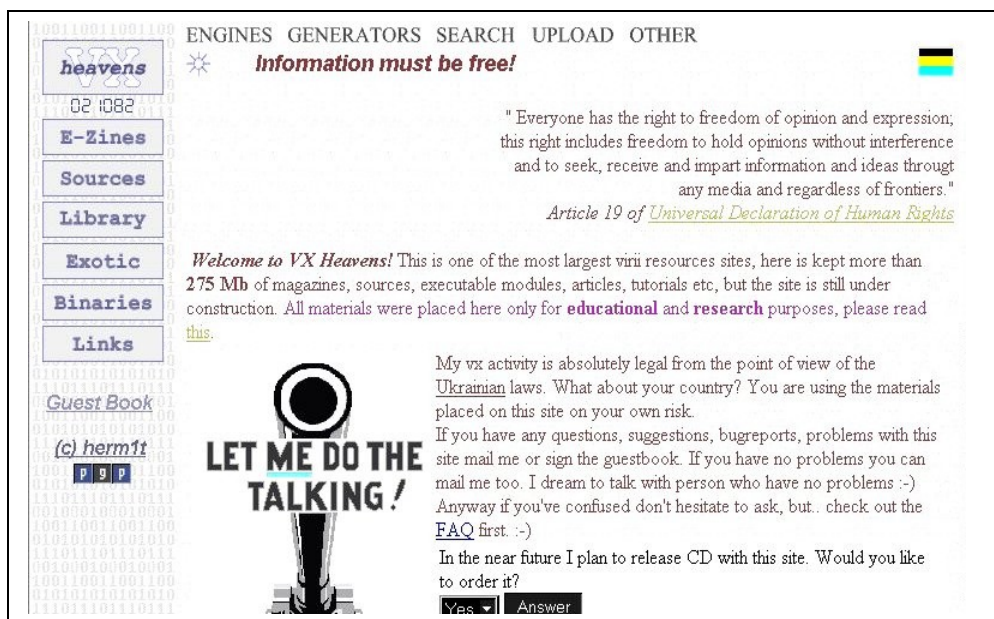 ENGINES GENERATORS SEARCH UPLOAD OTHER
VX
heavens
021082
E-Zines
Sources
Library
Exotic
Binaries
Links
Guest Book
(c) herm1t
p g p
Information must be free!
" Everyone has the right to freedom of opinion and expression;
this right includes freedom to hold opinions without interference
and to seek, receive and impart information and ideas througt
any media and regardless of frontiers."
Article 19 of Universal Declaration of Human Rights
Welcome to VX Heavens! This is one of the most largest virii resources sites, here is kept more than
275 Mb of magazines, sources, executable modules, articles, tutorials etc, but the site is still under
construction. All materials were placed here only for educational and research purposes, please read
this.
LET ME DO THE
TALKING!
My vx activity is absolutely legal from the point of view of the
Ukrainian laws. What about your country? You are using the materials
placed on this site on your own risk.
If you have any questions, suggestions, bugreports, problems with this
site mail me or sign the guestbook. If you have no problems you can
mail me too. I dream to talk with person who have no problems :-)
Anyway if you've confused don't hesitate to ask, but.. check out the
FAQ first. :-)
In the near future I plan to release CD with this site. Would you like
to order it?
Yes Answer